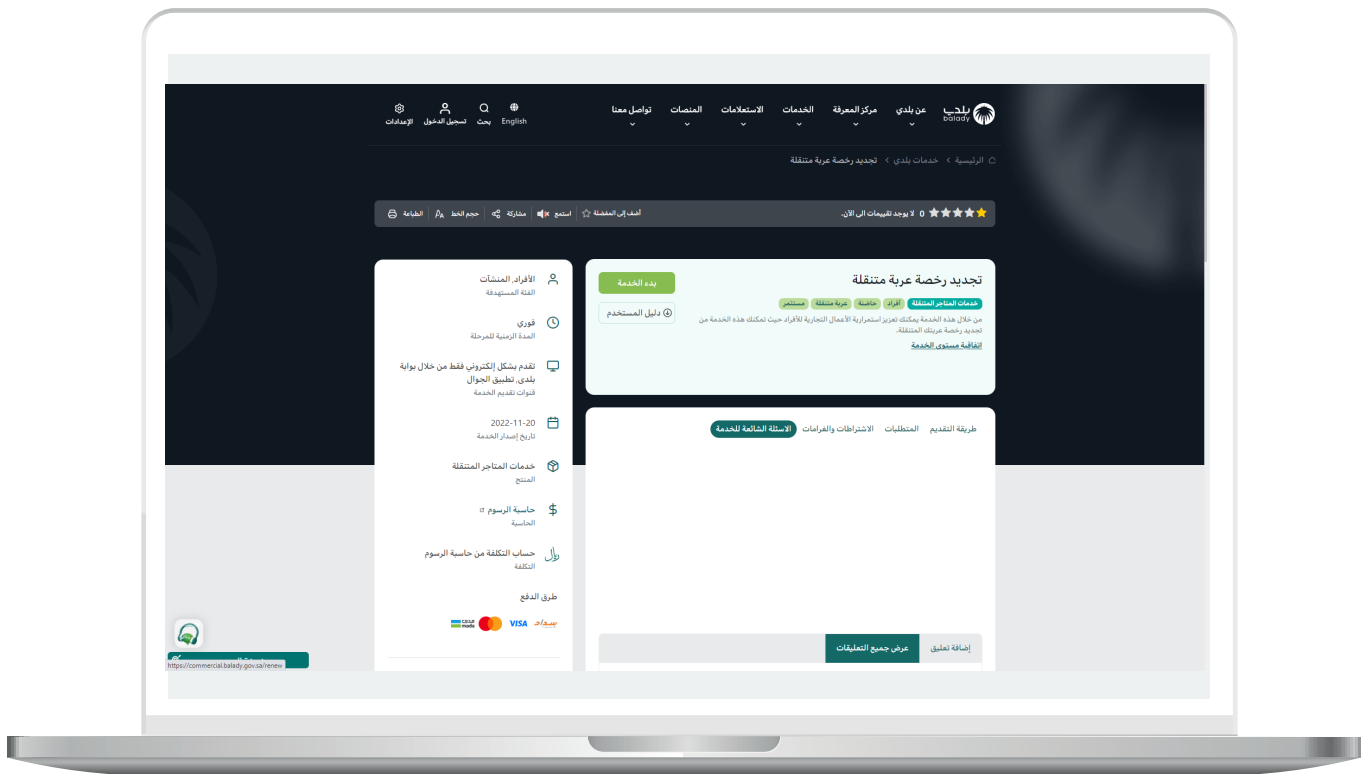 بلدي
balady
عن بلدي
مركز المعرفة
الخدمات
الاستعلامات
المنصات
تواصل معنا
English
بحث
تسجيل الدخول
الإعدادات
الرئيسية > خدمات بلدي > تجديد رخصة عربة متنقلة
0 لا يوجد تقييمات الى الآن.
أضف إلى المفضلة
استمع
مشاركة
حجم الخط
الطباعة
تجديد رخصة عربة متنقلة
بدء الخدمة
دليل المستخدم
خدمات المتاجر المتنقلة
أفراد
حاضنة
عربة متنقلة
مستثمر
من خلال هذه الخدمة يمكنك تعزيز استمرارية الأعمال التجارية للأفراد حيث تمكنك هذه الخدمة من
تجديد رخصة عربتك المتنقلة.
اتفاقية مستوى الخدمة
طريقة التقديم
المتطلبات
الاشتراطات والغرامات
الاسئلة الشائعة للخدمة
إضافة تعليق
عرض جميع التعليقات
الأفراد, المنشآت
الفئة المستهدفة
فوري
المدة الزمنية للمرحلة
تقدم بشكل إلكتروني فقط من خلال بوابة
بلدي, تطبيق الجوال
قنوات تقديم الخدمة
2022-11-20
تاريخ إصدار الخدمة
خدمات المتاجر المتنقلة
المنتج
حاسبة الرسوم
الحاسبة
ريال
حساب التكلفة من حاسبة الرسوم
التكلفة
طرق الدفع
سداد
VISA
مدى
mada
https://commercial.balady.gov.sa/renew